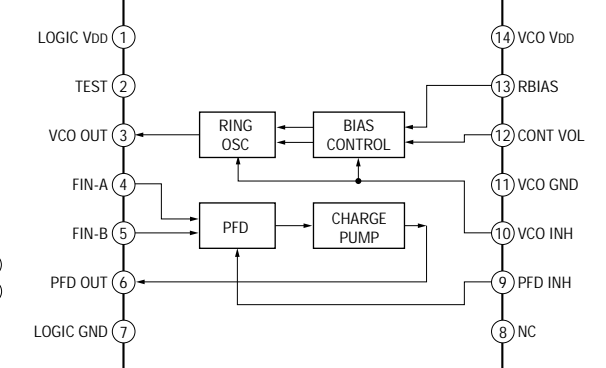 LOGIC VDD 1
TEST 2
VCO OUT 3
FIN-A 4
FIN-B 5
PFD OUT 6
LOGIC GND 7
RING
OSC
BIAS
CONTROL
PFD
CHARGE
PUMP
14 VCO VDD
13 RBIAS
12 CONT VOL
11 VCO GND
10 VCO INH
9 PFD INH
8 NC
)
)